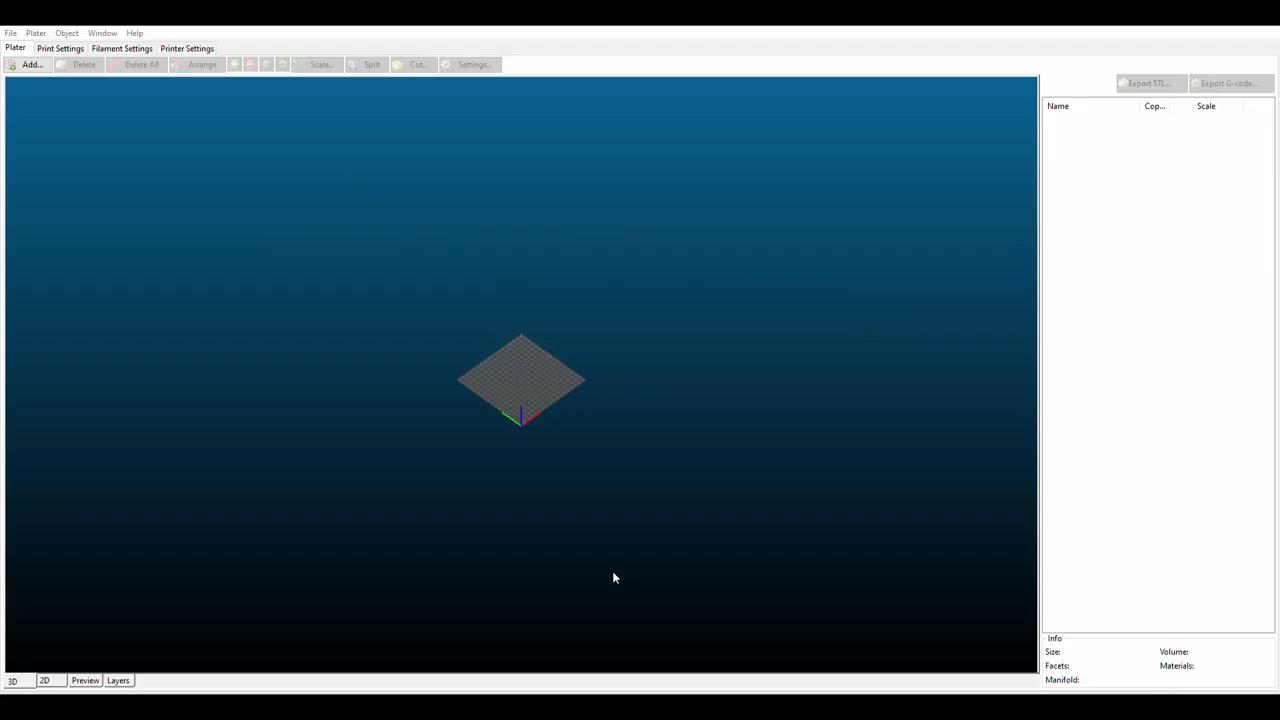 File Plater Object Window Help
Plater Print Settings Filament Settings Printer Settings
Add... Delete Delete All Arrange Scale... Split Cut... Settings...
Export STL... Export G-code...
Name Cop... Scale
Info
Size: Volume:
Facets: Materials:
Manifold:
3D 2D Preview Layers